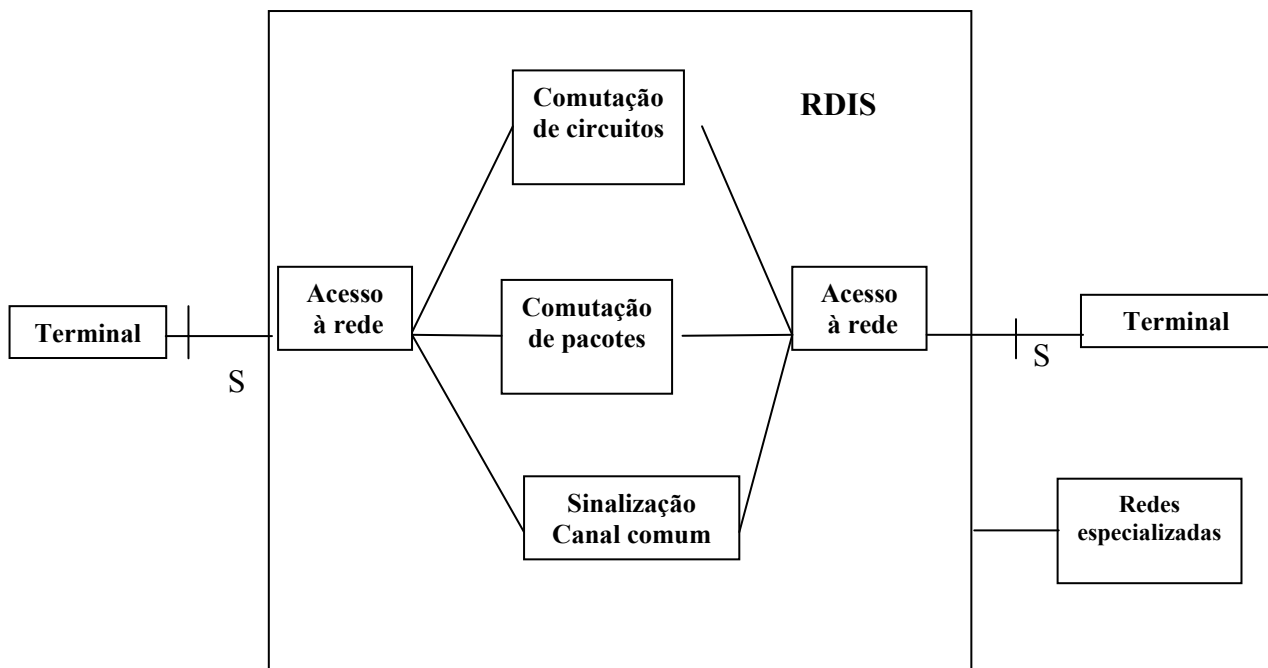 Comutação
de circuitos
RDIS
Acesso
à rede
Comutação
de pacotes
Acesso
à rede
Terminal
S
Terminal
S
Sinalização
Canal comum
Redes
especializadas